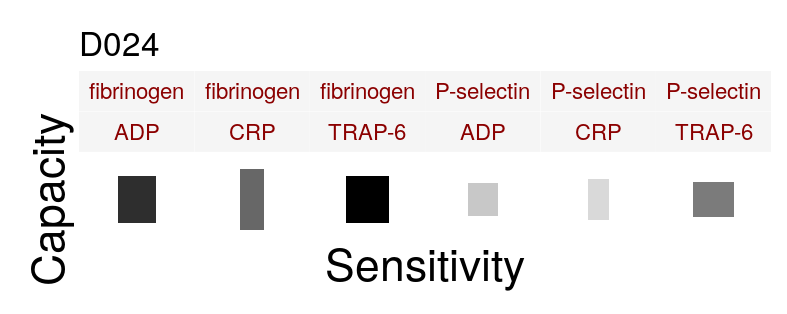 D024
fibrinogen fibrinogen fibrinogen P-selectin P-selectin P-selectin
ADP CRP TRAP-6 ADP CRP TRAP-6
Capacity
Sensitivity